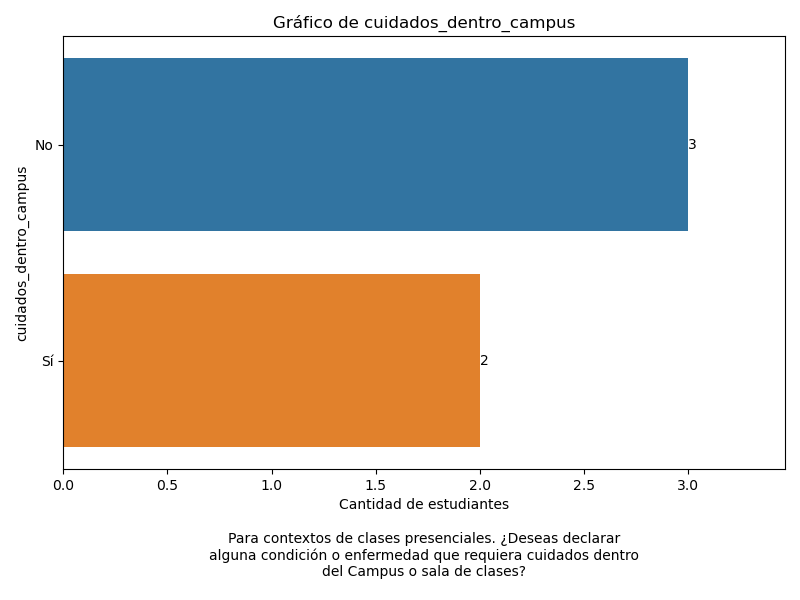 Gráfico de cuidados_dentro_campus
cuidados_dentro_campus
No
3
Sí
2
0.0 0.5 1.0 1.5 2.0 2.5 3.0
Cantidad de estudiantes
Para contextos de clases presenciales. ¿Deseas declarar
alguna condición o enfermedad que requiera cuidados dentro
del Campus o sala de clases?